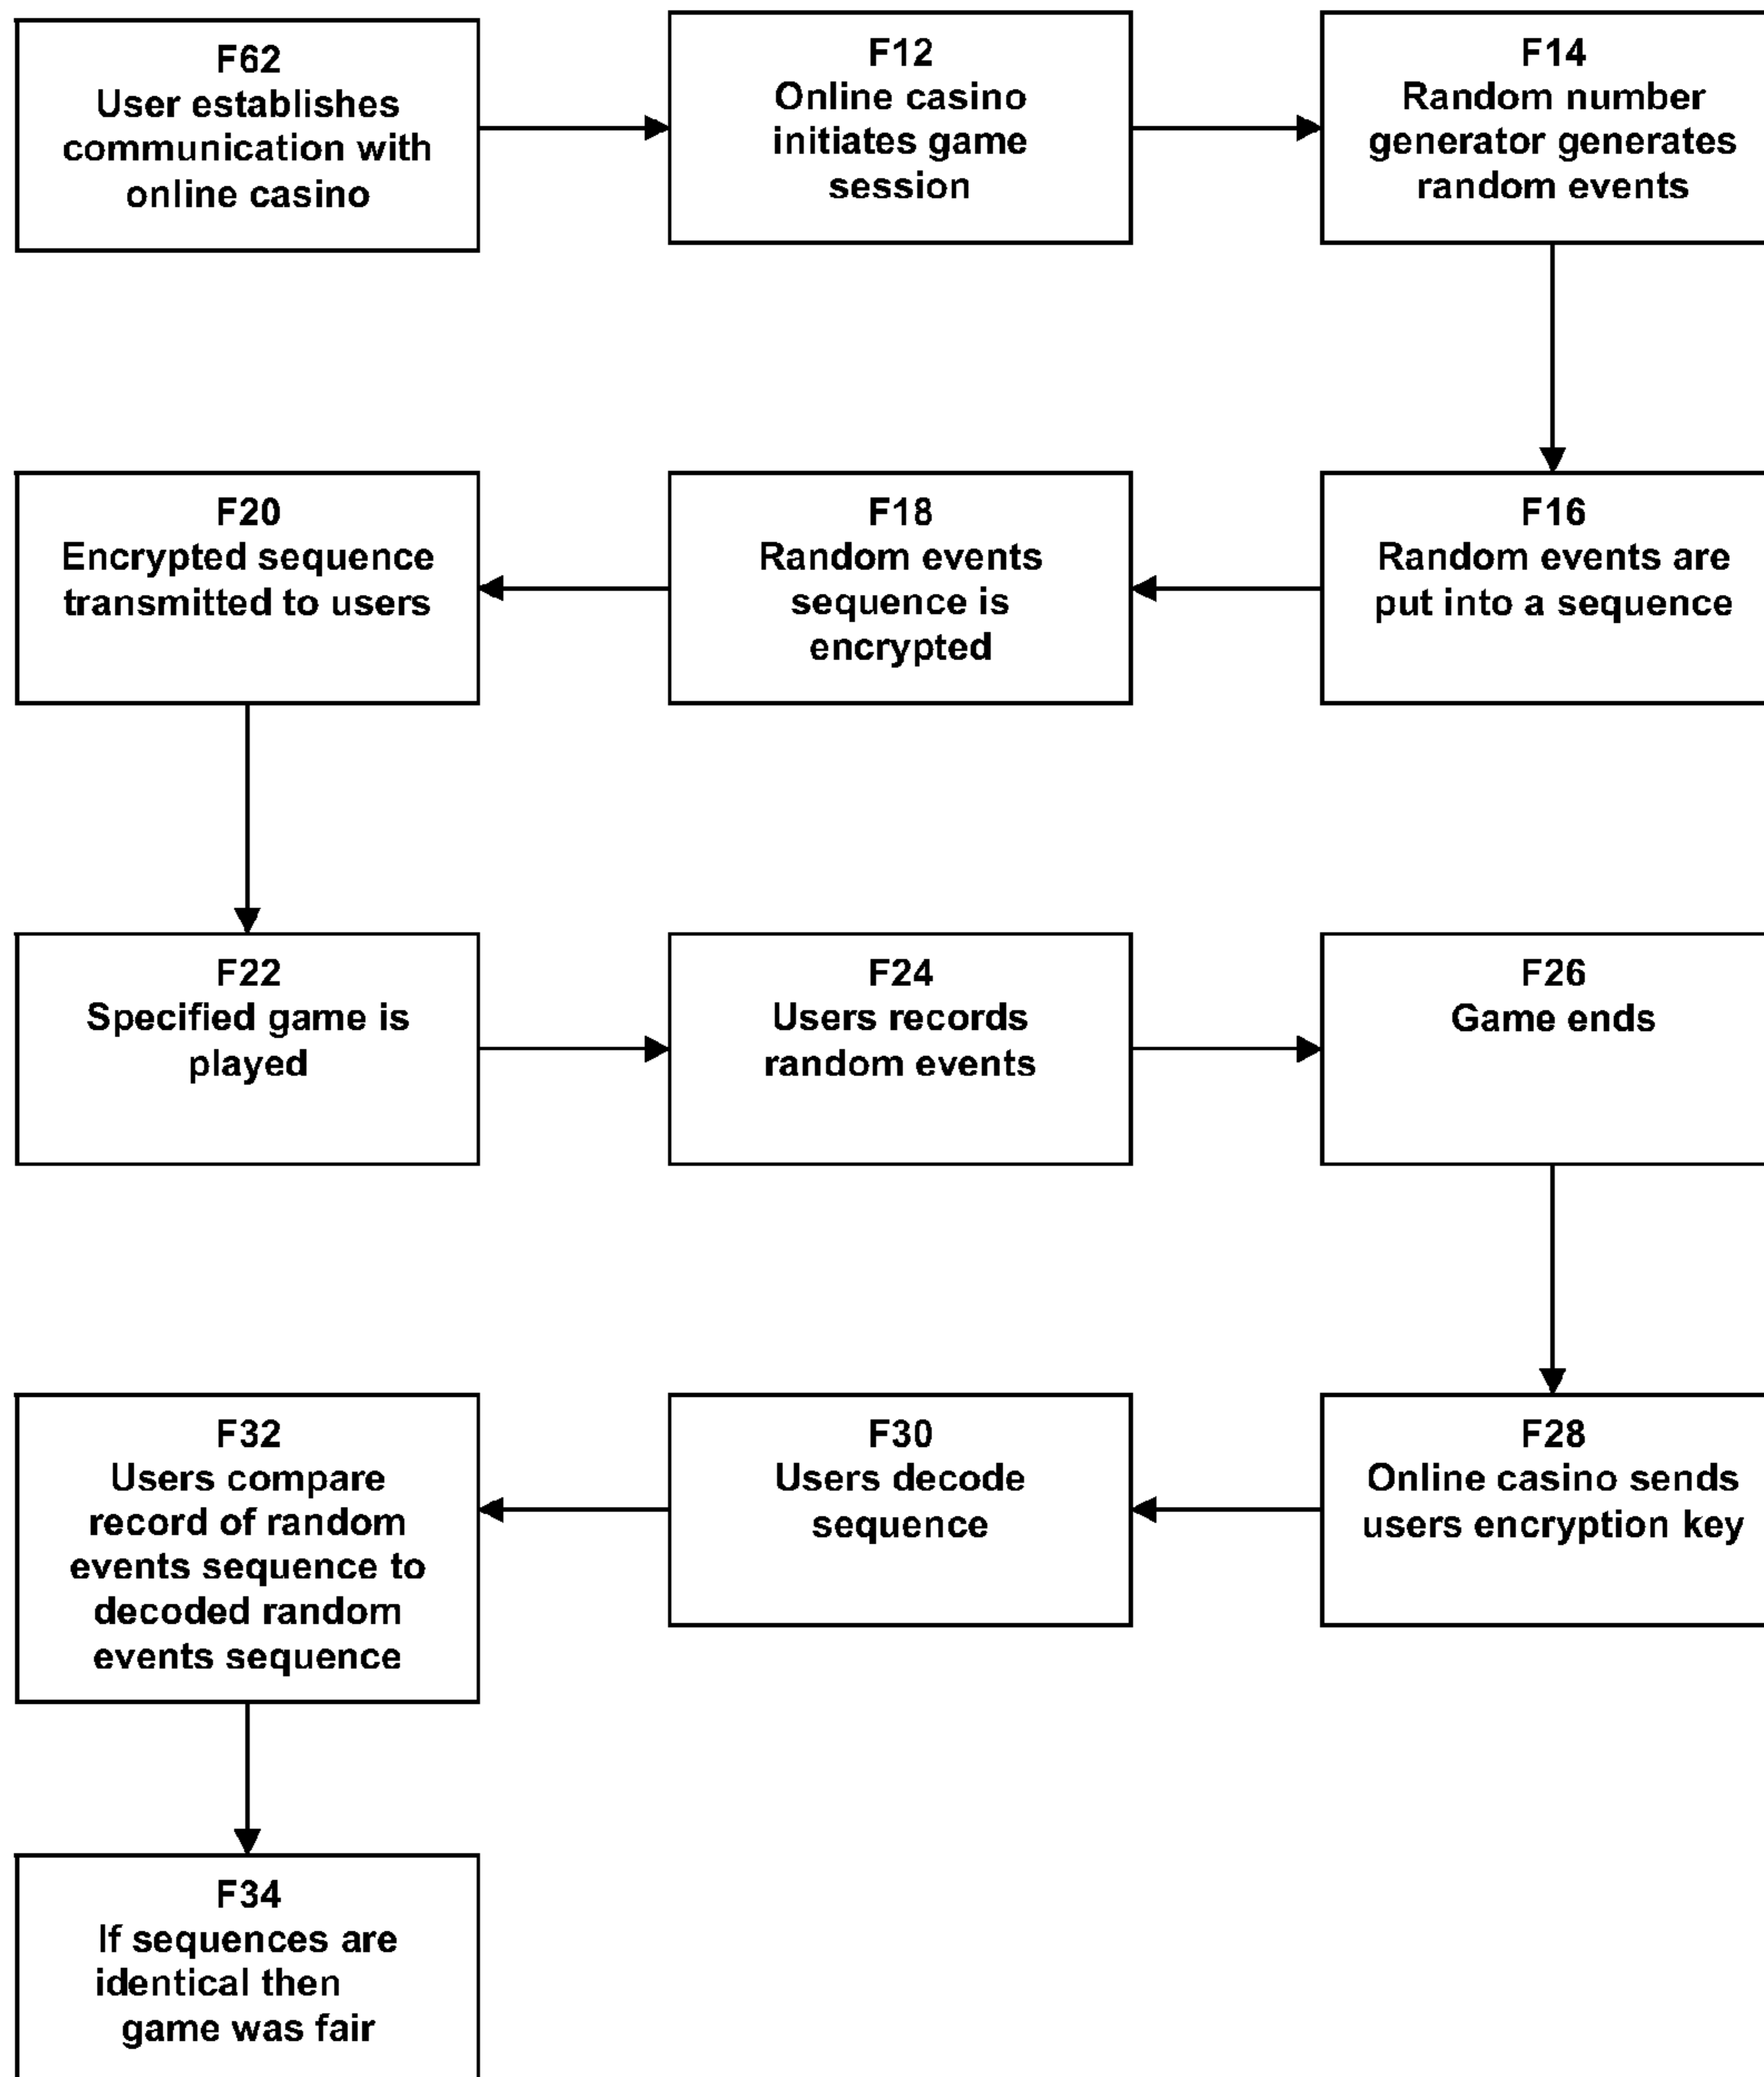 F62
User establishes
communication with
online casino
F12
Online casino
initiates game
session
F14
Random number
generator generates
random events
F16
Random events are
put into a sequence
F18
Random events
sequence is
encrypted
F20
Encrypted sequence
transmitted to users
F22
Specified game is
played
F24
Users records
random events
F26
Game ends
F28
Online casino sends
users encryption key
F30
Users decode
sequence
F32
Users compare
record of random
events sequence to
decoded random
events sequence
F34
If sequences are
identical then
game was fair